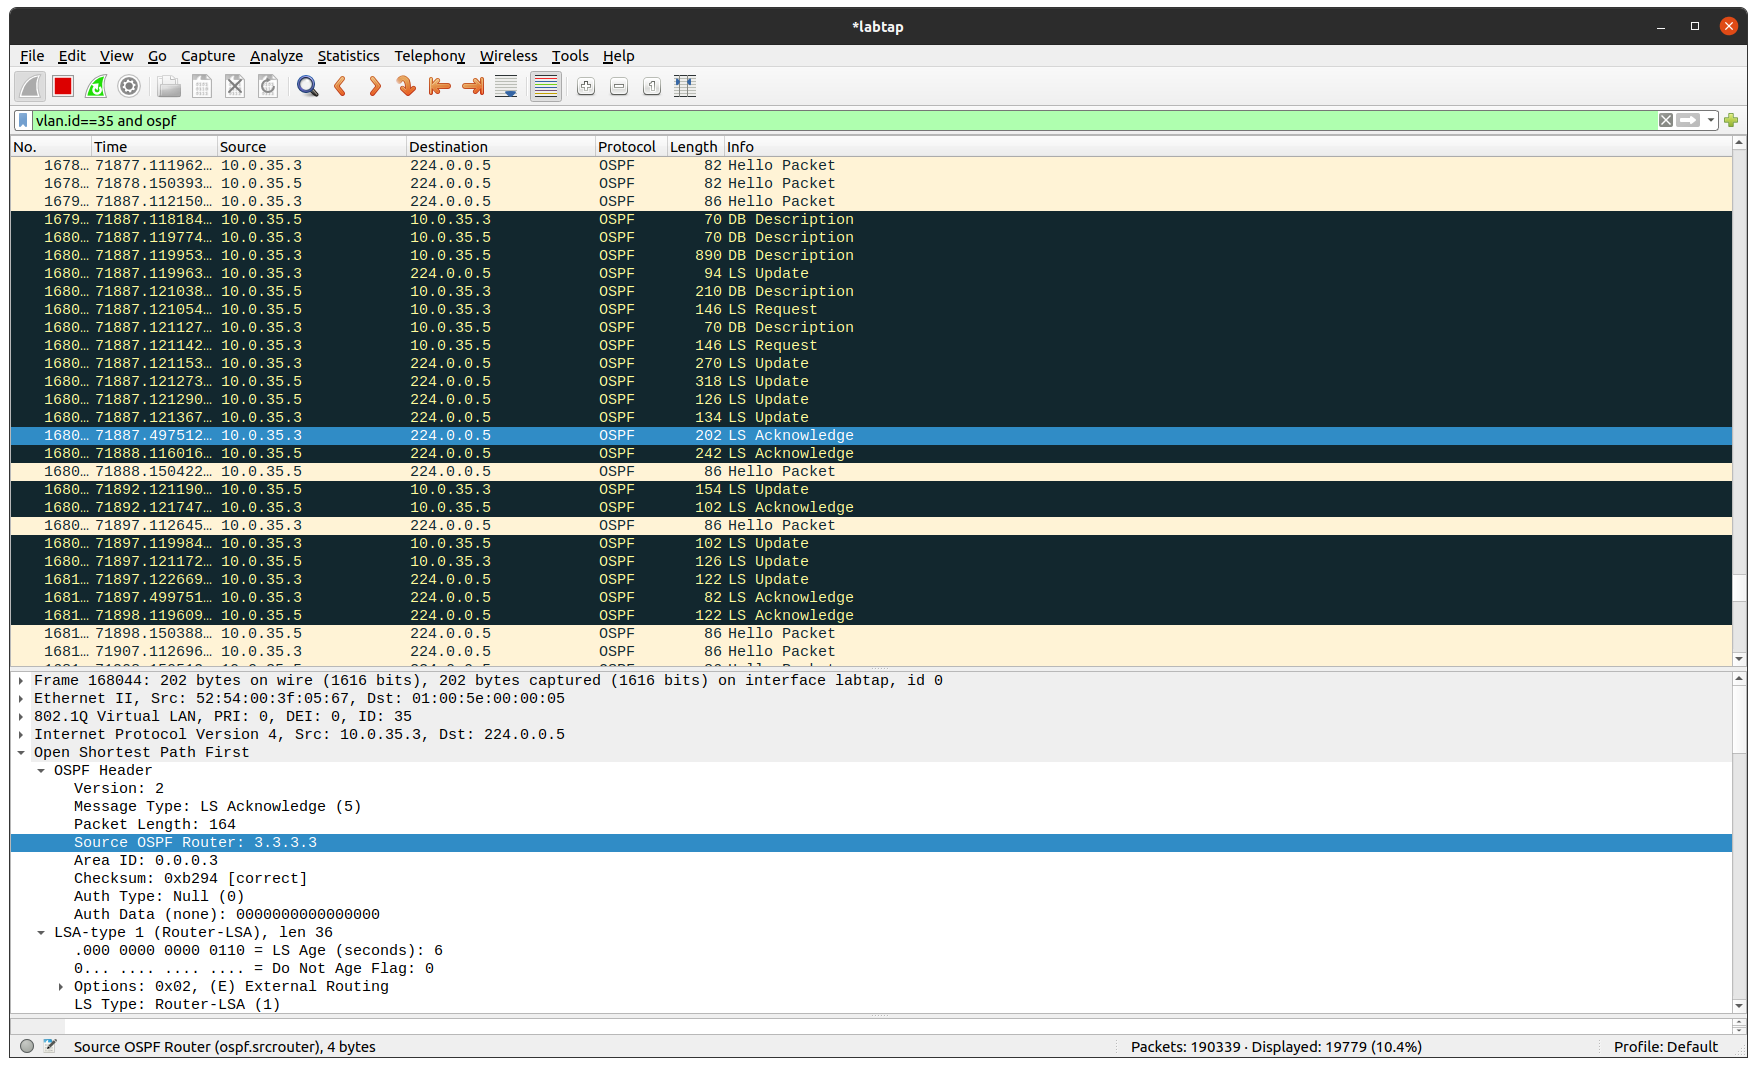 *labtap
File Edit View Go Capture Analyze Statistics Telephony Wireless Tools Help
vlan.id==35 and ospf
No. Time Source Destination Protocol Length Info
1678… 71877.111962… 10.0.35.3 224.0.0.5 OSPF 82 Hello Packet
1678… 71878.150393… 10.0.35.5 224.0.0.5 OSPF 82 Hello Packet
1679… 71887.112150… 10.0.35.3 224.0.0.5 OSPF 86 Hello Packet
1679… 71887.118184… 10.0.35.5 10.0.35.3 OSPF 70 DB Description
1680… 71887.119774… 10.0.35.3 10.0.35.5 OSPF 70 DB Description
1680… 71887.119953… 10.0.35.3 10.0.35.5 OSPF 890 DB Description
1680… 71887.119963… 10.0.35.3 224.0.0.5 OSPF 94 LS Update
1680… 71887.121038… 10.0.35.5 10.0.35.3 OSPF 210 DB Description
1680… 71887.121054… 10.0.35.5 10.0.35.3 OSPF 146 LS Request
1680… 71887.121127… 10.0.35.3 10.0.35.5 OSPF 70 DB Description
1680… 71887.121142… 10.0.35.3 10.0.35.5 OSPF 146 LS Request
1680… 71887.121153… 10.0.35.3 224.0.0.5 OSPF 270 LS Update
1680… 71887.121273… 10.0.35.5 224.0.0.5 OSPF 318 LS Update
1680… 71887.121290… 10.0.35.5 224.0.0.5 OSPF 126 LS Update
1680… 71887.121367… 10.0.35.3 224.0.0.5 OSPF 134 LS Update
1680… 71887.497512… 10.0.35.3 224.0.0.5 OSPF 202 LS Acknowledge
1680… 71888.116016… 10.0.35.5 224.0.0.5 OSPF 242 LS Acknowledge
1680… 71888.150422… 10.0.35.5 224.0.0.5 OSPF 86 Hello Packet
1680… 71892.121190… 10.0.35.5 10.0.35.3 OSPF 154 LS Update
1680… 71892.121747… 10.0.35.3 10.0.35.5 OSPF 102 LS Acknowledge
1680… 71897.112645… 10.0.35.3 224.0.0.5 OSPF 86 Hello Packet
1680… 71897.119984… 10.0.35.3 10.0.35.5 OSPF 102 LS Update
1680… 71897.121172… 10.0.35.5 10.0.35.3 OSPF 126 LS Update
1681… 71897.122669… 10.0.35.3 224.0.0.5 OSPF 122 LS Update
1681… 71897.499751… 10.0.35.3 224.0.0.5 OSPF 82 LS Acknowledge
1681… 71898.119609… 10.0.35.5 224.0.0.5 OSPF 122 LS Acknowledge
1681… 71898.150388… 10.0.35.5 224.0.0.5 OSPF 86 Hello Packet
1681… 71907.112696… 10.0.35.3 224.0.0.5 OSPF 86 Hello Packet
Frame 168044: 202 bytes on wire (1616 bits), 202 bytes captured (1616 bits) on interface labtap, id 0
Ethernet II, Src: 52:54:00:3f:05:67, Dst: 01:00:5e:00:00:05
802.1Q Virtual LAN, PRI: 0, DEI: 0, ID: 35
Internet Protocol Version 4, Src: 10.0.35.3, Dst: 224.0.0.5
Open Shortest Path First
OSPF Header
Version: 2
Message Type: LS Acknowledge (5)
Packet Length: 164
Source OSPF Router: 3.3.3.3
Area ID: 0.0.0.3
Checksum: 0xb294 [correct]
Auth Type: Null (0)
Auth Data (none): 0000000000000000
LSA-type 1 (Router-LSA), len 36
.000 0000 0000 0110 = LS Age (seconds): 6
0... .... .... .... = Do Not Age Flag: 0
Options: 0x02, (E) External Routing
LS Type: Router-LSA (1)
Source OSPF Router (ospf.srcrouter), 4 bytes
Packets: 190339 · Displayed: 19779 (10.4%)
Profile: Default